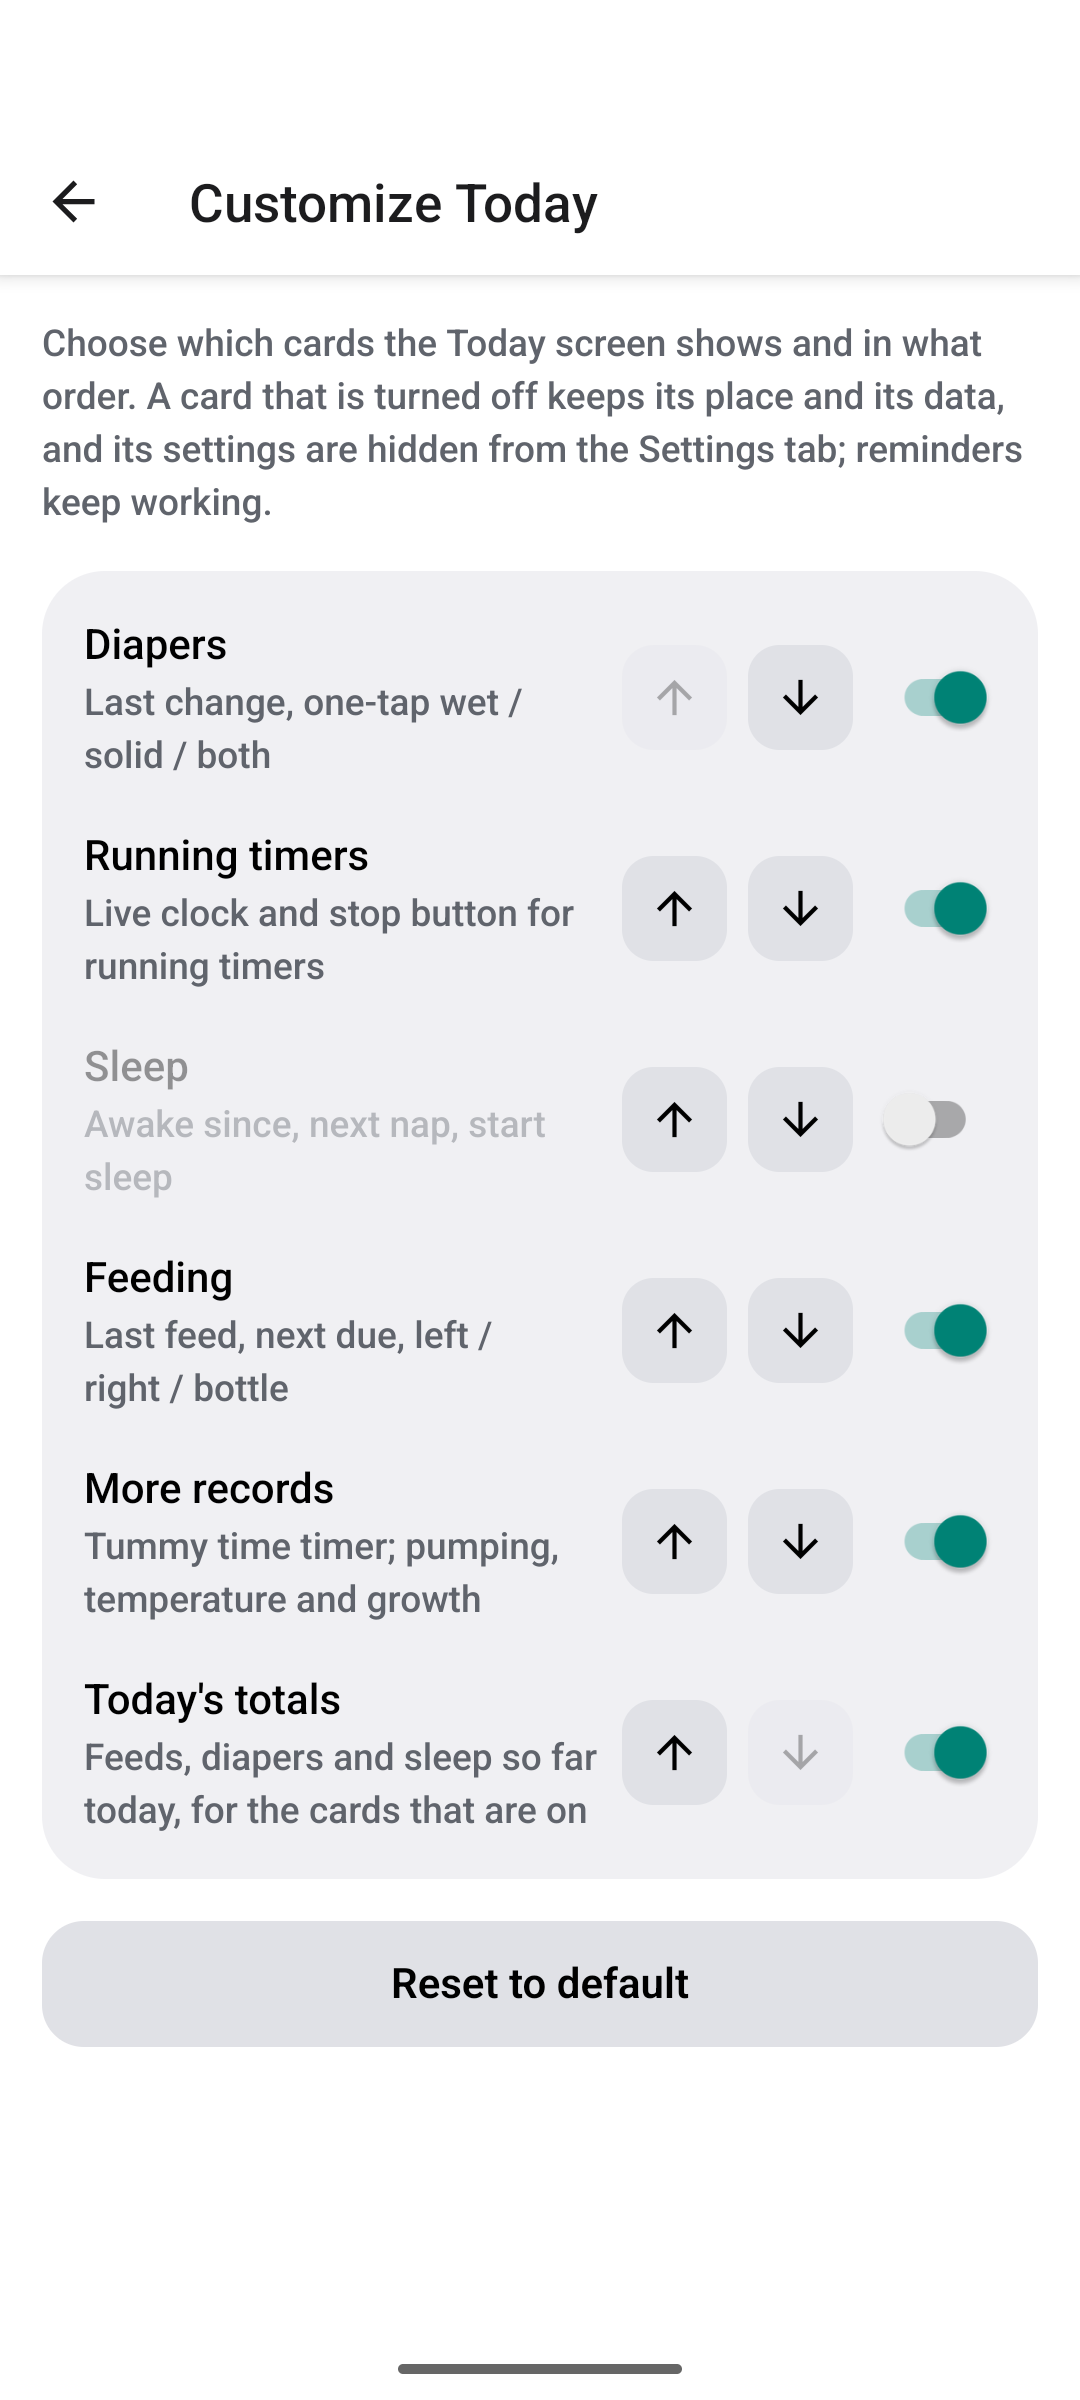 Customize Today
Choose which cards the Today screen shows and in what
order. A card that is turned off keeps its place and its data,
and its settings are hidden from the Settings tab; reminders
keep working.
Diapers
Last change, one-tap wet /
solid / both
Running timers
Live clock and stop button for
running timers
Sleep
Awake since, next nap, start
sleep
Feeding
Last feed, next due, left /
right / bottle
More records
Tummy time timer; pumping,
temperature and growth
Today's totals
Feeds, diapers and sleep so far
today, for the cards that are on
Reset to default